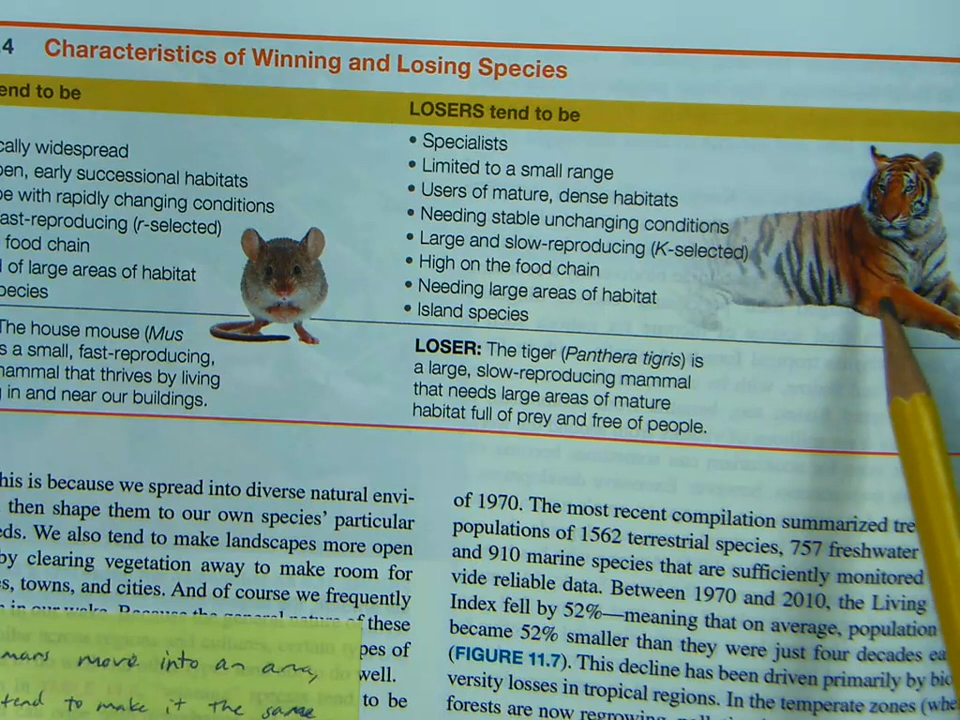 .4 Characteristics of Winning and Losing Species
end to be
cally widespread
pen, early successional habitats
pe with rapidly changing conditions
ast-reproducing (r-selected)
food chain
d of large areas of habitat
pecies
The house mouse (Mus
s a small, fast-reproducing,
mammal that thrives by living
g in and near our buildings.
LOSERS tend to be
• Specialists
• Limited to a small range
• Users of mature, dense habitats
• Needing stable unchanging conditions
• Large and slow-reproducing (K-selected)
• High on the food chain
• Needing large areas of habitat
• Island species
LOSER: The tiger (Panthera tigris) is
a large, slow-reproducing mammal
that needs large areas of mature
habitat full of prey and free of people.
his is because we spread into diverse natural envi-
then shape them to our own species' particular
eds. We also tend to make landscapes more open
by clearing vegetation away to make room for
es, towns, and cities. And of course we frequently
of these
pes of
well.
to be
mans move into an area,
tend to make it the same
of 1970. The most recent compilation summarized tre
populations of 1562 terrestrial species, 757 freshwater
and 910 marine species that are sufficiently monitored
vide reliable data. Between 1970 and 2010, the Living
Index fell by 52%—meaning that on average, population
became 52% smaller than they were just four decades ea
(FIGURE 11.7). This decline has been driven primarily by bio
versity losses in tropical regions. In the temperate zones (whe
forests are now regrowing,